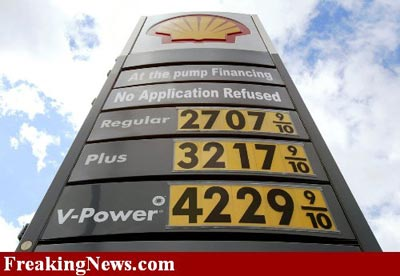 At the pump Financing
No Application Refused
Regular 2707 9/10
Plus 3217 9/10
V-Power 4229 9/10
FreakingNews.com